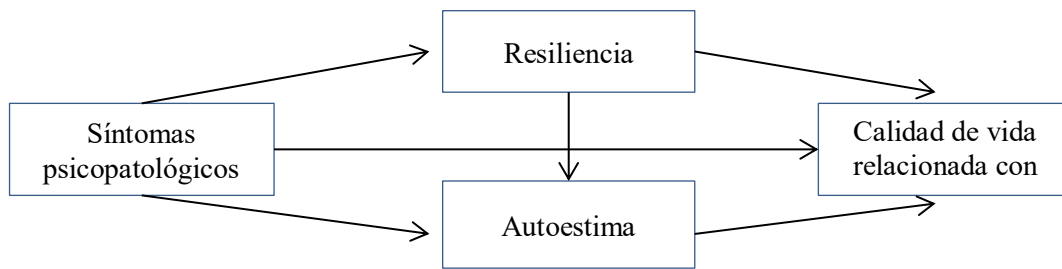 Resiliencia
Síntomas
psicopatológicos
Calidad de vida
relacionada con
Autoestima